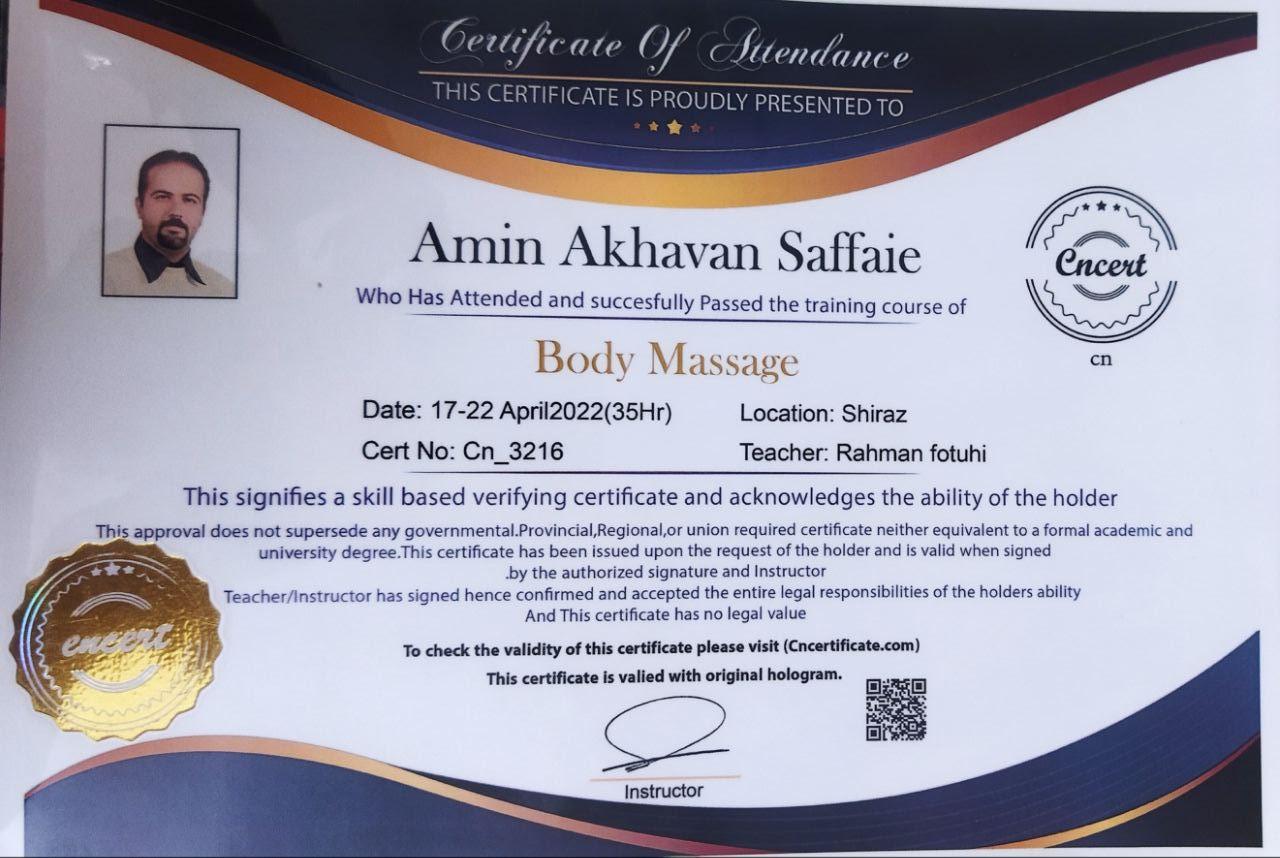 Certificate Of Attendance
THIS CERTIFICATE IS PROUDLY PRESENTED TO
Amin Akhavan Saffaie
Cncert
cn
Who Has Attended and succesfully Passed the training course of
Body Massage
Date: 17-22 April2022(35Hr) Location: Shiraz
Cert No: Cn_3216 Teacher: Rahman fotuhi
This signifies a skill based verifying certificate and acknowledges the ability of the holder
This approval does not supersede any governmental.Provincial,Regional,or union required certificate neither equivalent to a formal academic and
university degree.This certificate has been issued upon the request of the holder and is valid when signed
.by the authorized signature and Instructor
Teacher/Instructor has signed hence confirmed and accepted the entire legal responsibilities of the holders ability
And This certificate has no legal value
cncert
To check the validity of this certificate please visit (Cncertificate.com)
This certificate is valied with original hologram.
Instructor